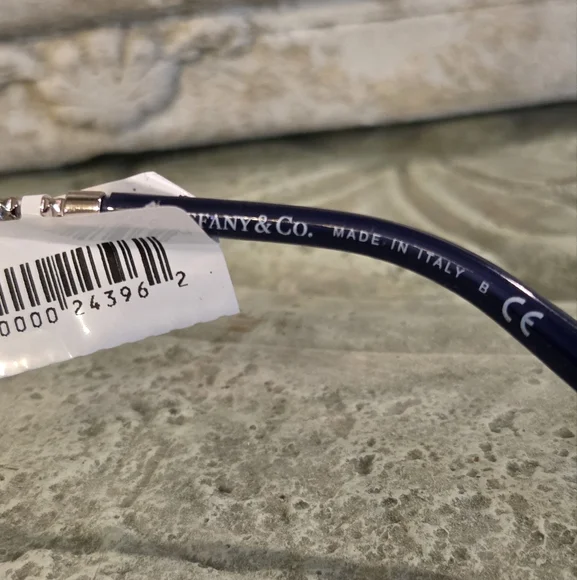 FFANY & CO. MADE IN ITALY B CE
0000 24396 2